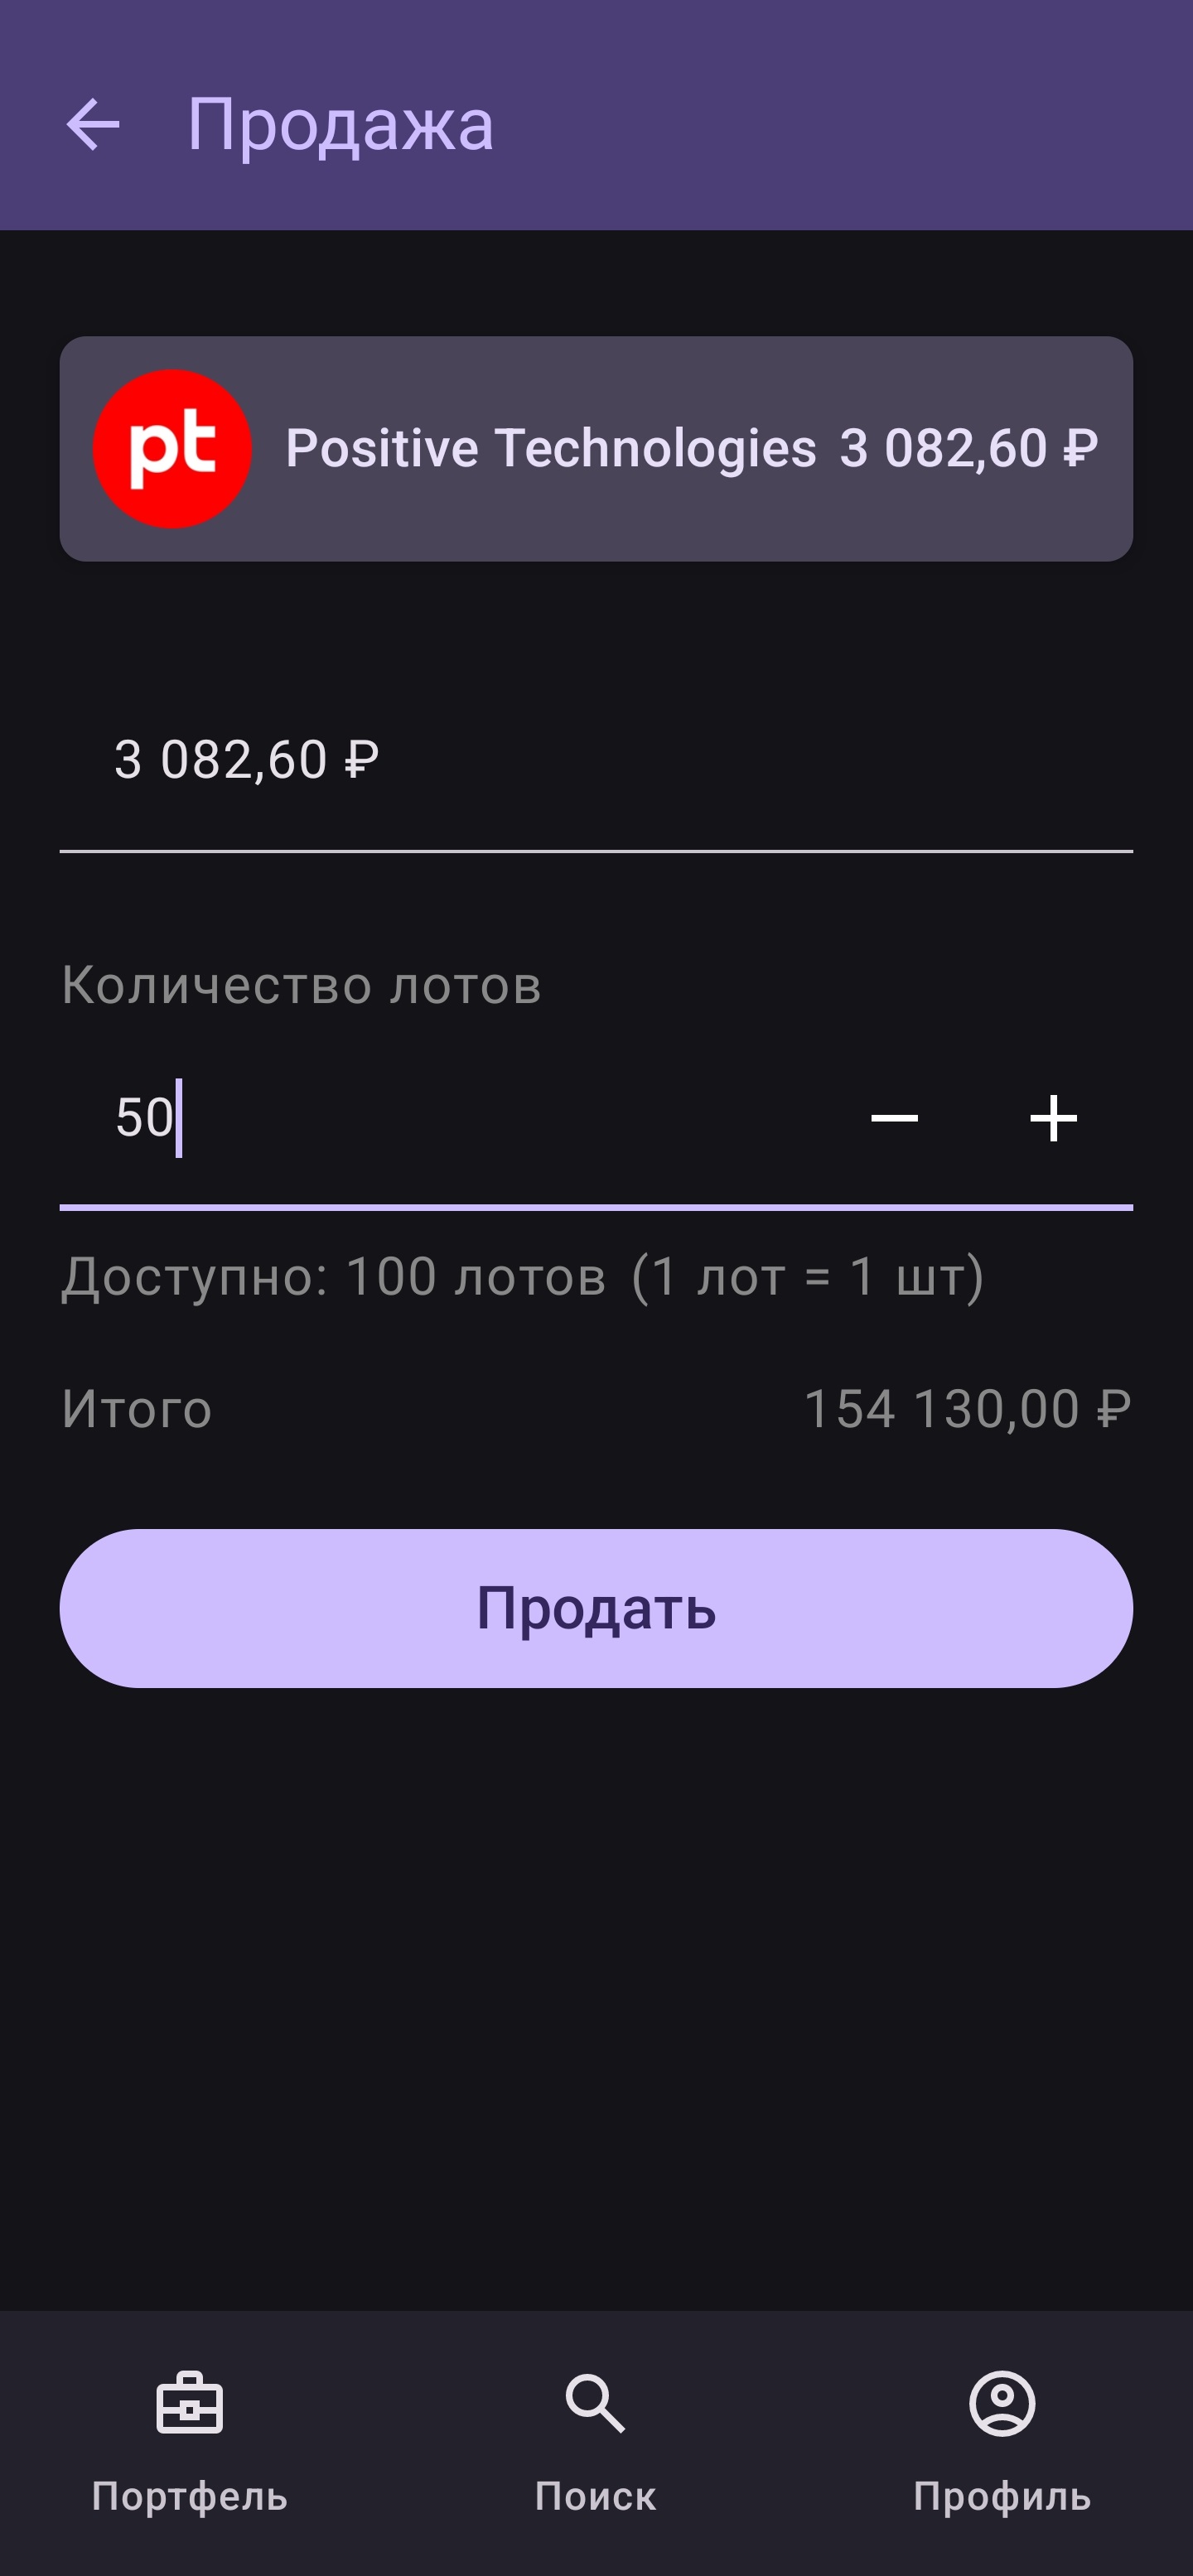 Продажа
pt
Positive Technologies 3 082,60 ₽
3 082,60 ₽
Количество лотов
50
Доступно: 100 лотов (1 лот = 1 шт)
Итого 154 130,00 ₽
Продать
Портфель Поиск Профиль